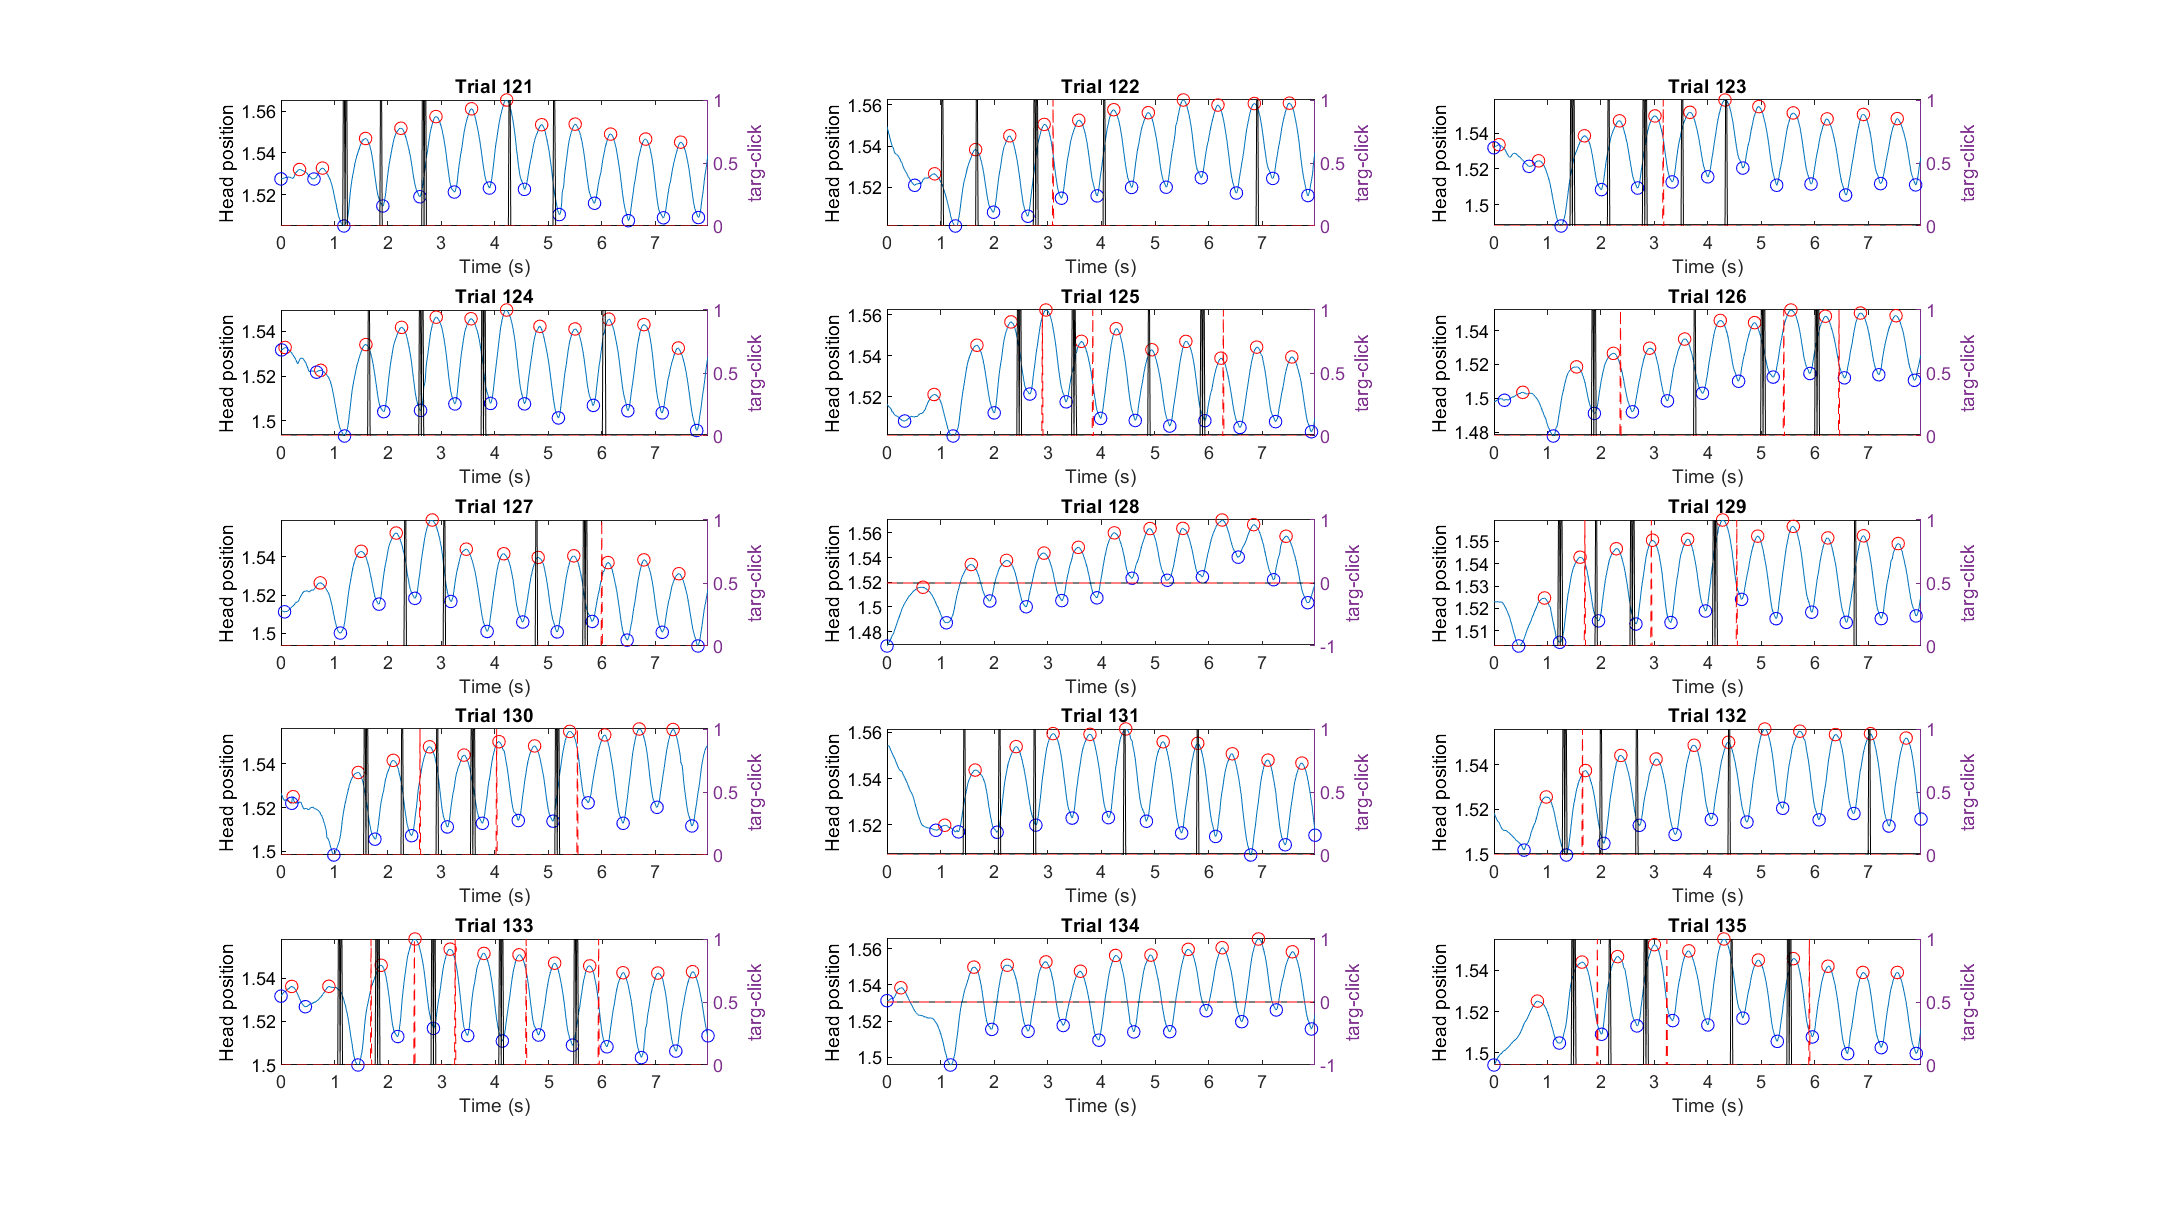 Trial 121
Trial 122
Trial 123
Head position
1.56
1.54
1.52
0 1 2 3 4 5 6 7
Time (s)
1
0.5
0
targ-click
Head position
1.56
1.54
1.52
0 1 2 3 4 5 6 7
Time (s)
1
0.5
0
targ-click
Head position
1.54
1.52
1.5
0 1 2 3 4 5 6 7
Time (s)
1
0.5
0
targ-click
Trial 124
Trial 125
Trial 126
Head position
1.54
1.52
1.5
0 1 2 3 4 5 6 7
Time (s)
1
0.5
0
targ-click
Head position
1.56
1.54
1.52
0 1 2 3 4 5 6 7
Time (s)
1
0.5
0
targ-click
Head position
1.54
1.52
1.5
1.48
0 1 2 3 4 5 6 7
Time (s)
1
0.5
0
targ-click
Trial 127
Trial 128
Trial 129
Head position
1.54
1.52
1.5
0 1 2 3 4 5 6 7
Time (s)
1
0.5
0
targ-click
Head position
1.56
1.54
1.52
1.5
1.48
0 1 2 3 4 5 6 7
Time (s)
1
0
-1
targ-click
Head position
1.55
1.54
1.53
1.52
1.51
0 1 2 3 4 5 6 7
Time (s)
1
0.5
0
targ-click
Trial 130
Trial 131
Trial 132
Head position
1.54
1.52
1.5
0 1 2 3 4 5 6 7
Time (s)
1
0.5
0
targ-click
Head position
1.56
1.54
1.52
0 1 2 3 4 5 6 7
Time (s)
1
0.5
0
targ-click
Head position
1.54
1.52
1.5
0 1 2 3 4 5 6 7
Time (s)
1
0.5
0
targ-click
Trial 133
Trial 134
Trial 135
Head position
1.54
1.52
1.5
0 1 2 3 4 5 6 7
Time (s)
1
0.5
0
targ-click
Head position
1.56
1.54
1.52
1.5
0 1 2 3 4 5 6 7
Time (s)
1
0
-1
targ-click
Head position
1.54
1.52
1.5
0 1 2 3 4 5 6 7
Time (s)
1
0.5
0
targ-click